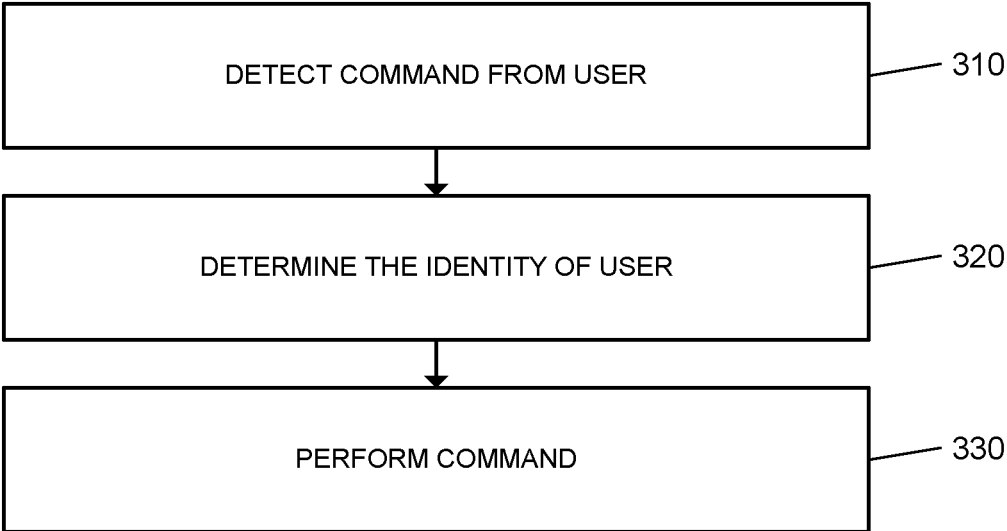 DETECT COMMAND FROM USER
310
DETERMINE THE IDENTITY OF USER
320
PERFORM COMMAND
330